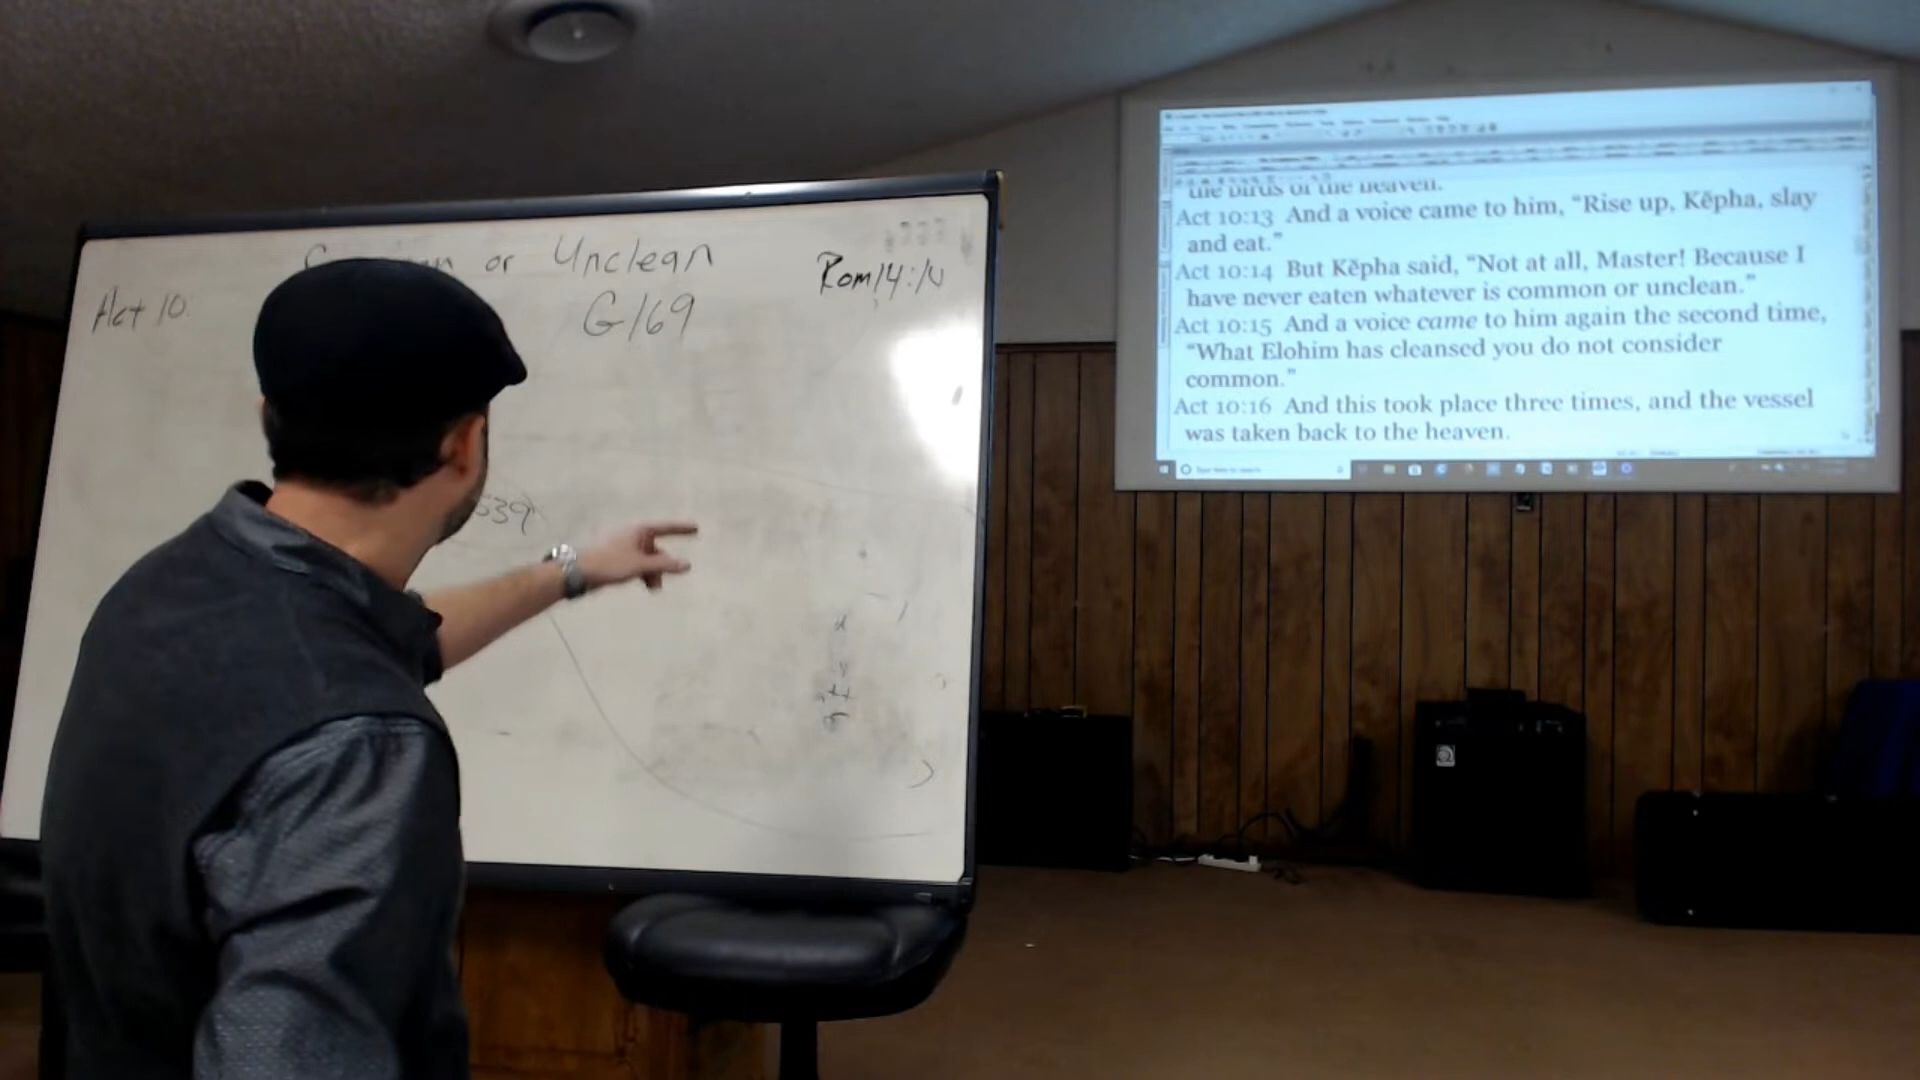 or Unclean
Act 10
G169
Rom 14:14
539
the birds of the heaven.
Act 10:13 And a voice came to him, “Rise up, Kĕpha, slay
and eat.”
Act 10:14 But Kĕpha said, “Not at all, Master! Because I
have never eaten whatever is common or unclean.”
Act 10:15 And a voice came to him again the second time,
“What Elohim has cleansed you do not consider
common.”
Act 10:16 And this took place three times, and the vessel
was taken back to the heaven.